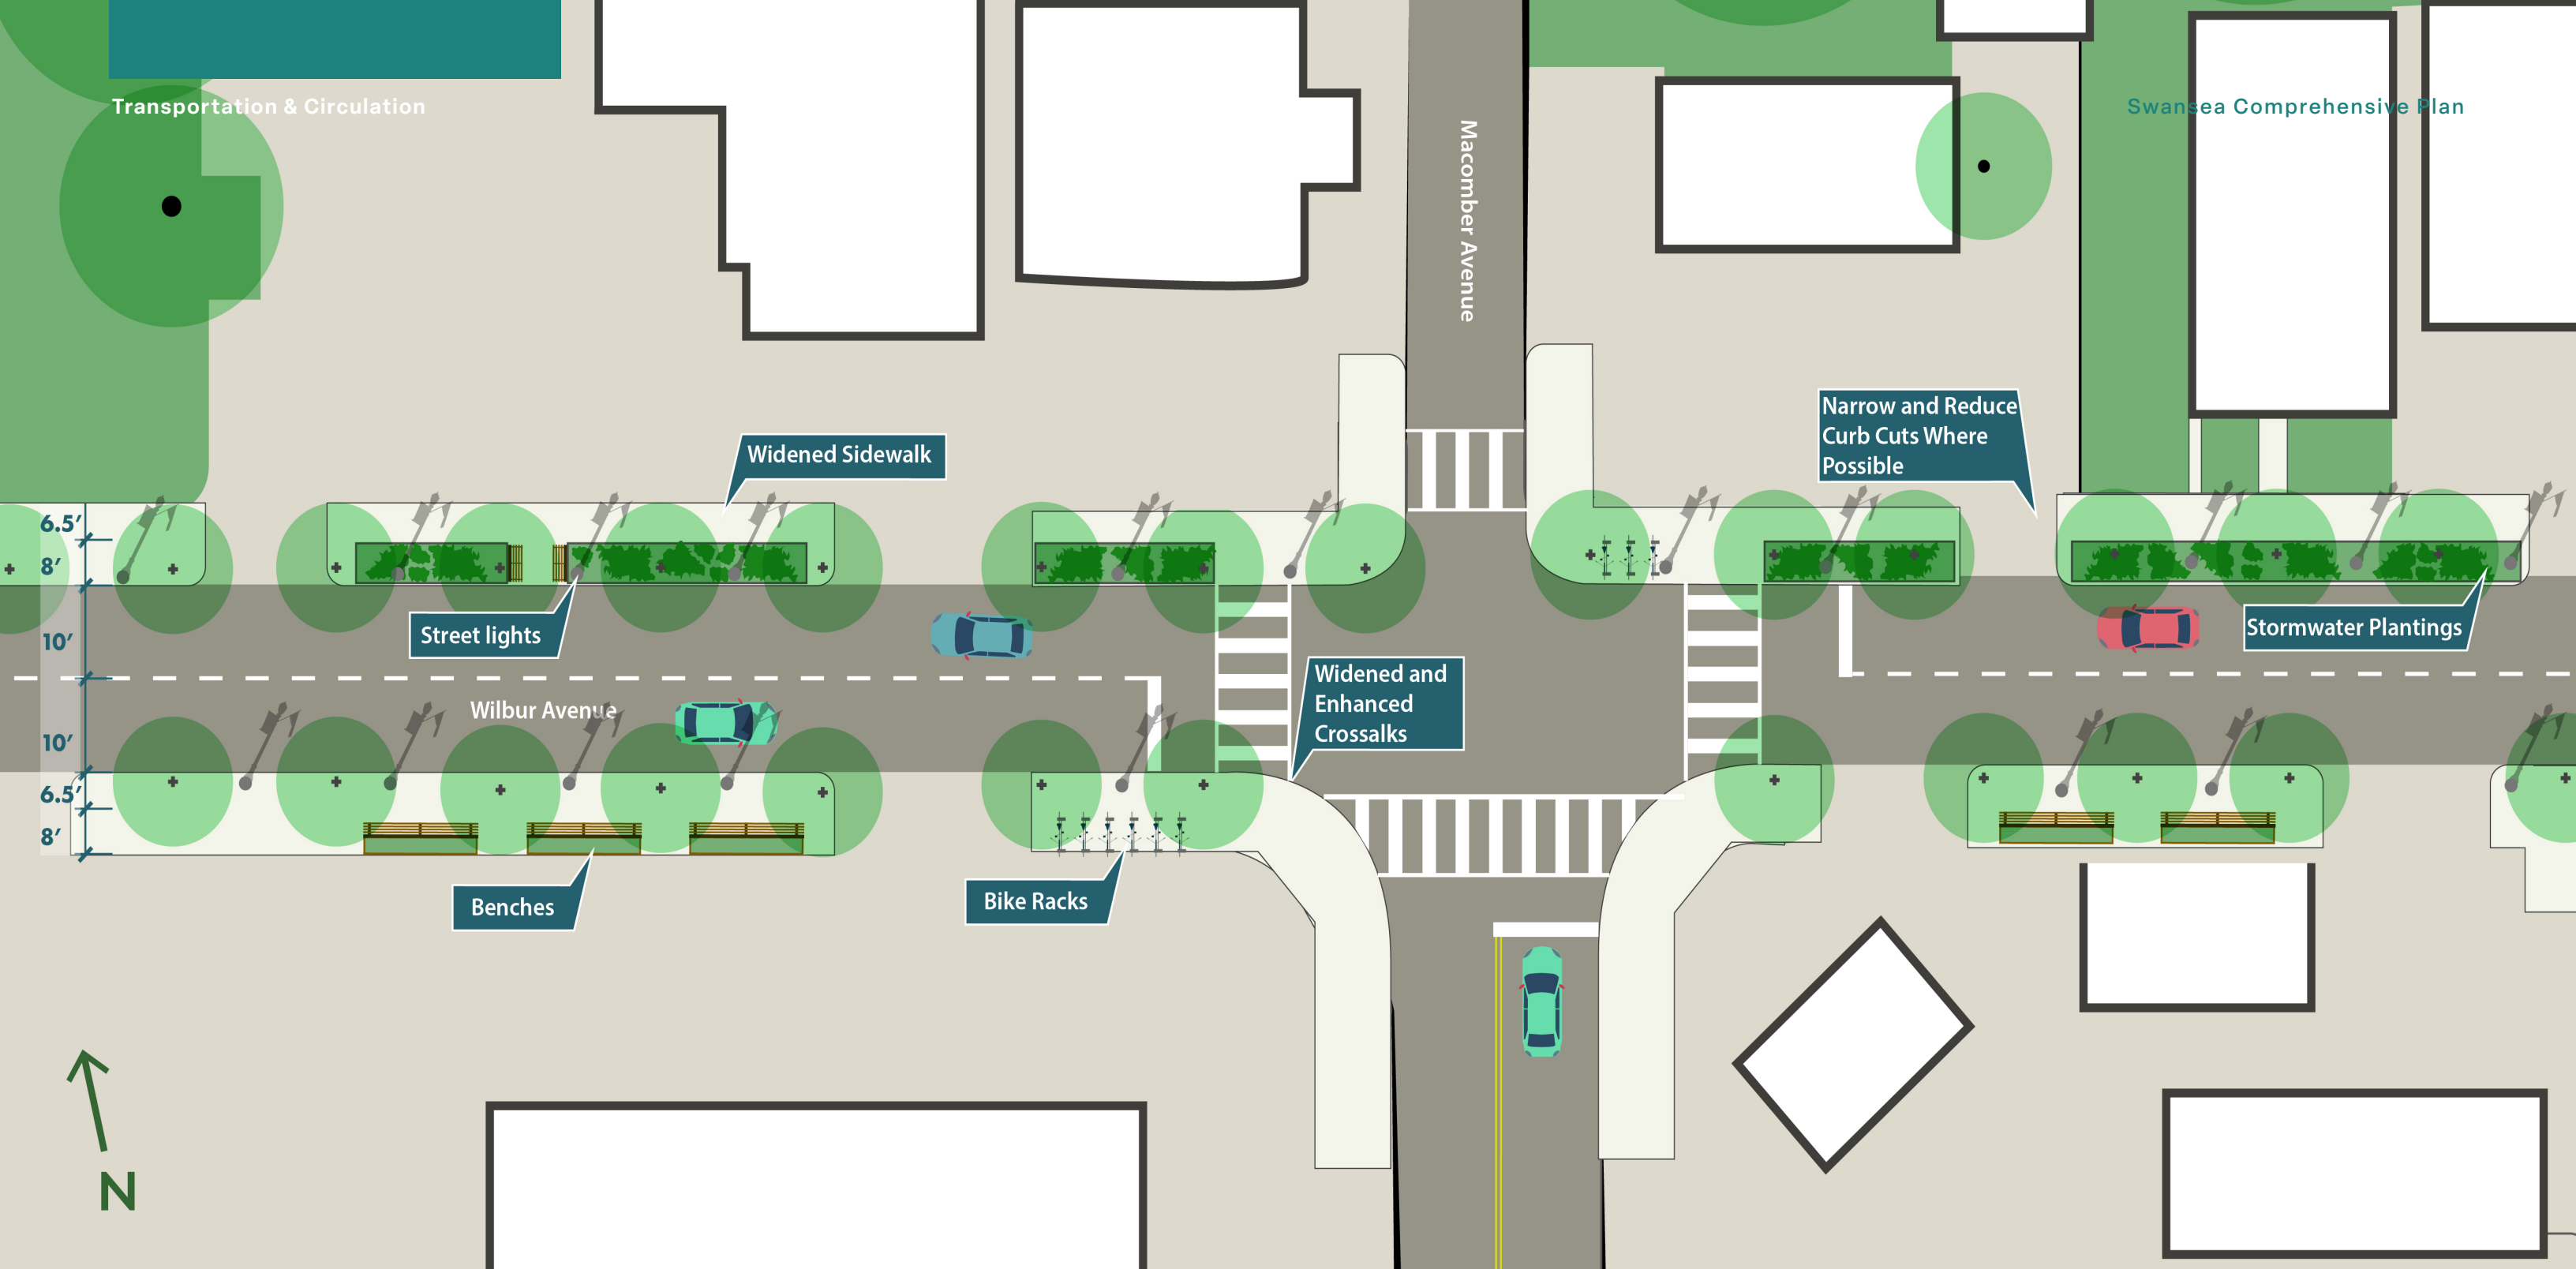 Transportation & Circulation
Swansea Comprehensive Plan
Macomber Avenue
Narrow and Reduce
Curb Cuts Where
Possible
Widened Sidewalk
6.5’
8’
10’
10’
6.5’
8’
Street lights
Stormwater Plantings
Widened and
Enhanced
Crossalks
Wilbur Avenue
Benches
Bike Racks
N